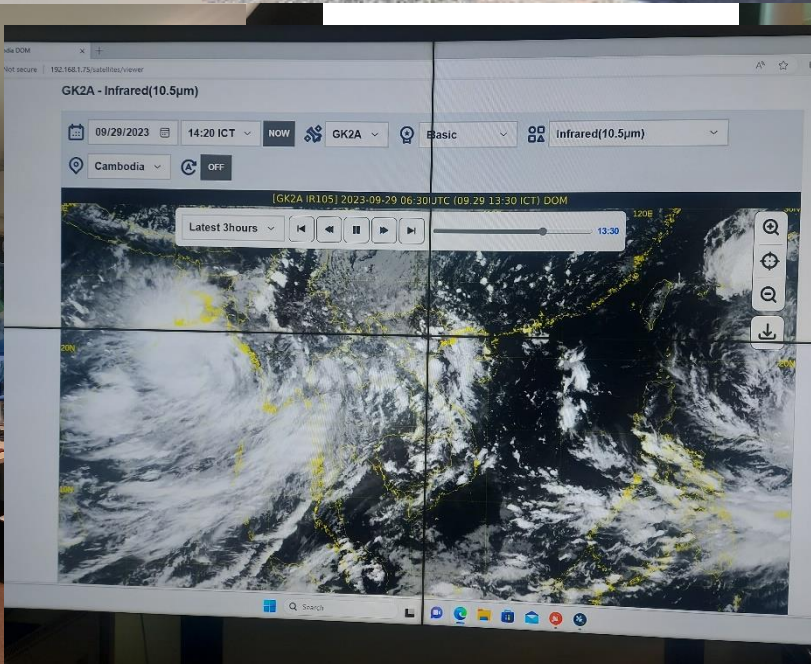 Not secure | 192.168.1.75/satellites/viewer
GK2A - Infrared(10.5µm)
09/29/2023 14:20 ICT NOW GK2A Basic Infrared(10.5µm)
Cambodia OFF
[GK2A IR105] 2023-09-29 06:30UTC (09.29 13:30 ICT) DOM
120E
Latest 3hours 13:30
20N
Search